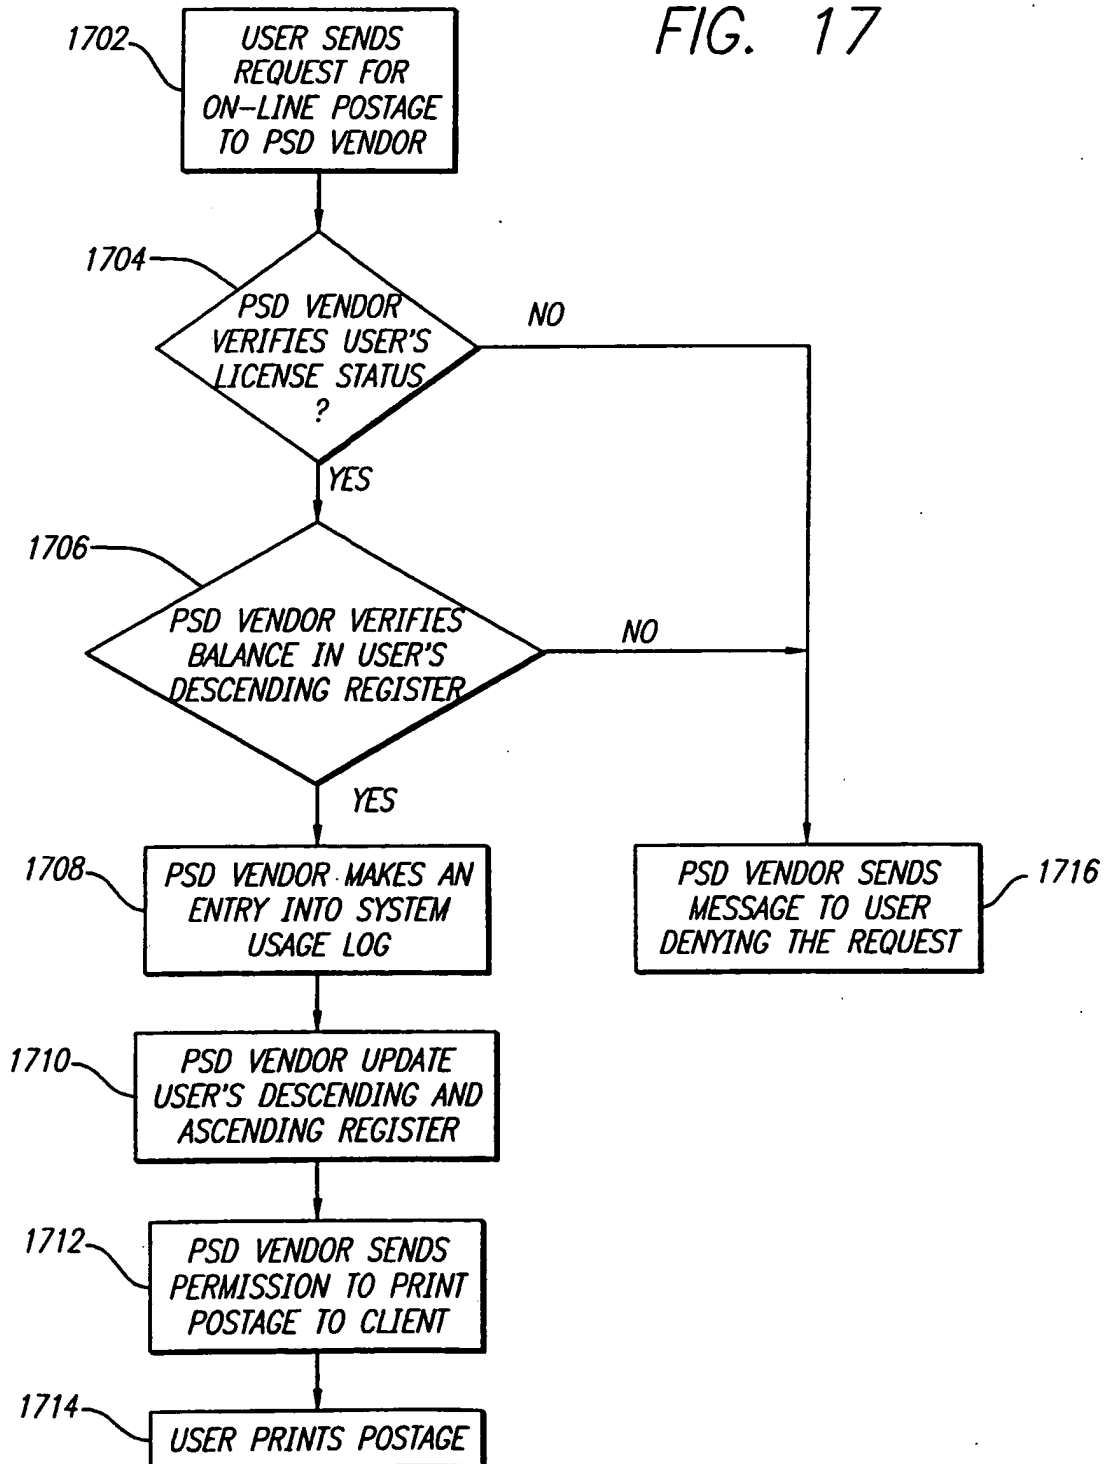 FIG. 17
1702
USER SENDS
REQUEST FOR
ON-LINE POSTAGE
TO PSD VENDOR
1704
PSD VENDOR
VERIFIES USER'S
LICENSE STATUS
?
NO
YES
1706
PSD VENDOR VERIFIES
BALANCE IN USER'S
DESCENDING REGISTER
NO
YES
1708
PSD VENDOR MAKES AN
ENTRY INTO SYSTEM
USAGE LOG
PSD VENDOR SENDS
MESSAGE TO USER
DENYING THE REQUEST
1716
1710
PSD VENDOR UPDATE
USER'S DESCENDING AND
ASCENDING REGISTER
1712
PSD VENDOR SENDS
PERMISSION TO PRINT
POSTAGE TO CLIENT
1714
USER PRINTS POSTAGE